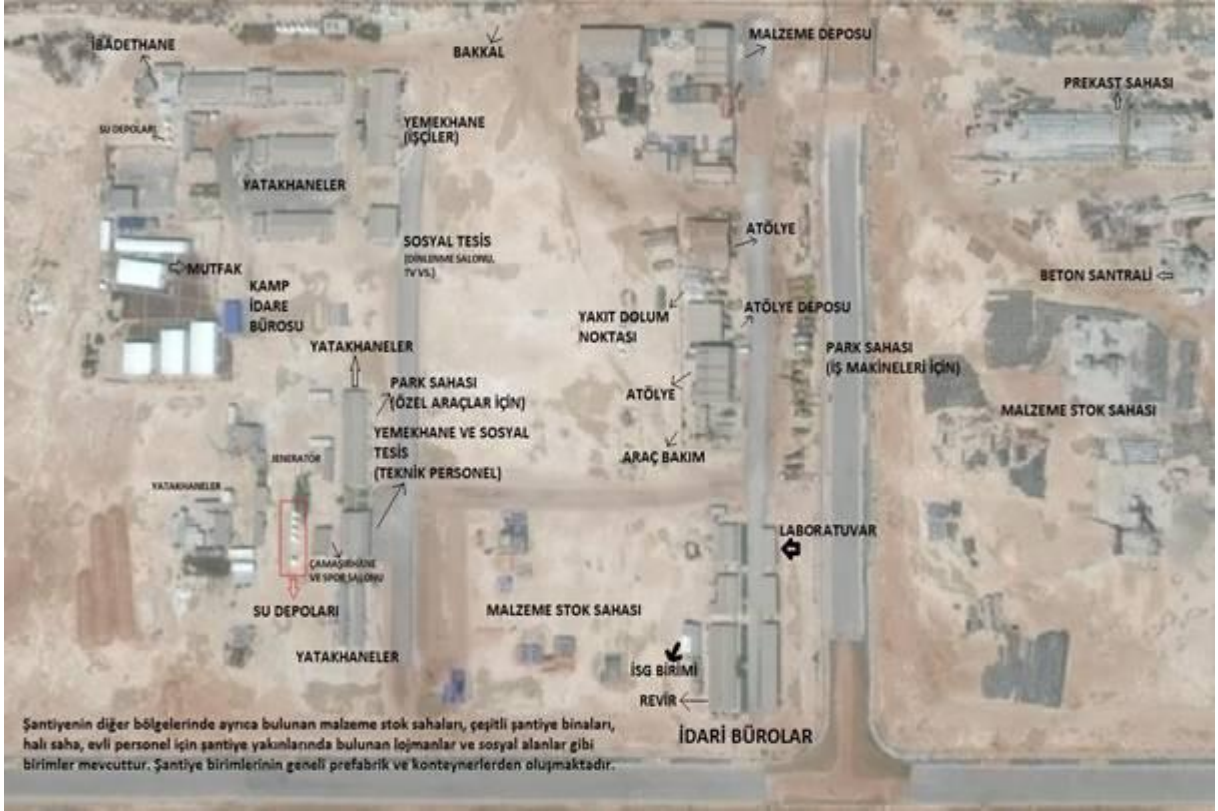 İBADETHANE
BAKKAL
MALZEME DEPOSU
PREKAST SAHASI
SU DEPOLARI
YEMEKHANE
(İŞÇİLER)
YATAKHANELER
SOSYAL TESİS
(DİNLENME SALONU,
TV VS.)
ATÖLYE
MUTFAK
BETON SANTRALİ
KAMP
İDARE
BÜROSU
YAKIT DOLUM
NOKTASI
ATÖLYE DEPOSU
YATAKHANELER
PARK SAHASI
(İŞ MAKİNELERİ İÇİN)
PARK SAHASI
(ÖZEL ARAÇLAR İÇİN)
ATÖLYE
MALZEME STOK SAHASI
YEMEKHANE VE SOSYAL
TESİS
(TEKNİK PERSONEL)
JENERATÖR
ARAÇ BAKIM
YATAKHANELER
LABORATUVAR
ÇAMAŞIRHANE
VE SPOR SALONU
SU DEPOLARI
MALZEME STOK SAHASI
YATAKHANELER
İSG BİRİMİ
REVİR
İDARİ BÜROLAR
Şantiyenin diğer bölgelerinde ayrıca bulunan malzeme stok sahaları, çeşitli şantiye binaları,
halı saha, evli personel için şantiye yakınlarında bulunan lojmanlar ve sosyal alanlar gibi
birimler mevcuttur. Şantiye birimlerinin geneli prefabrik ve konteynerlerden oluşmaktadır.